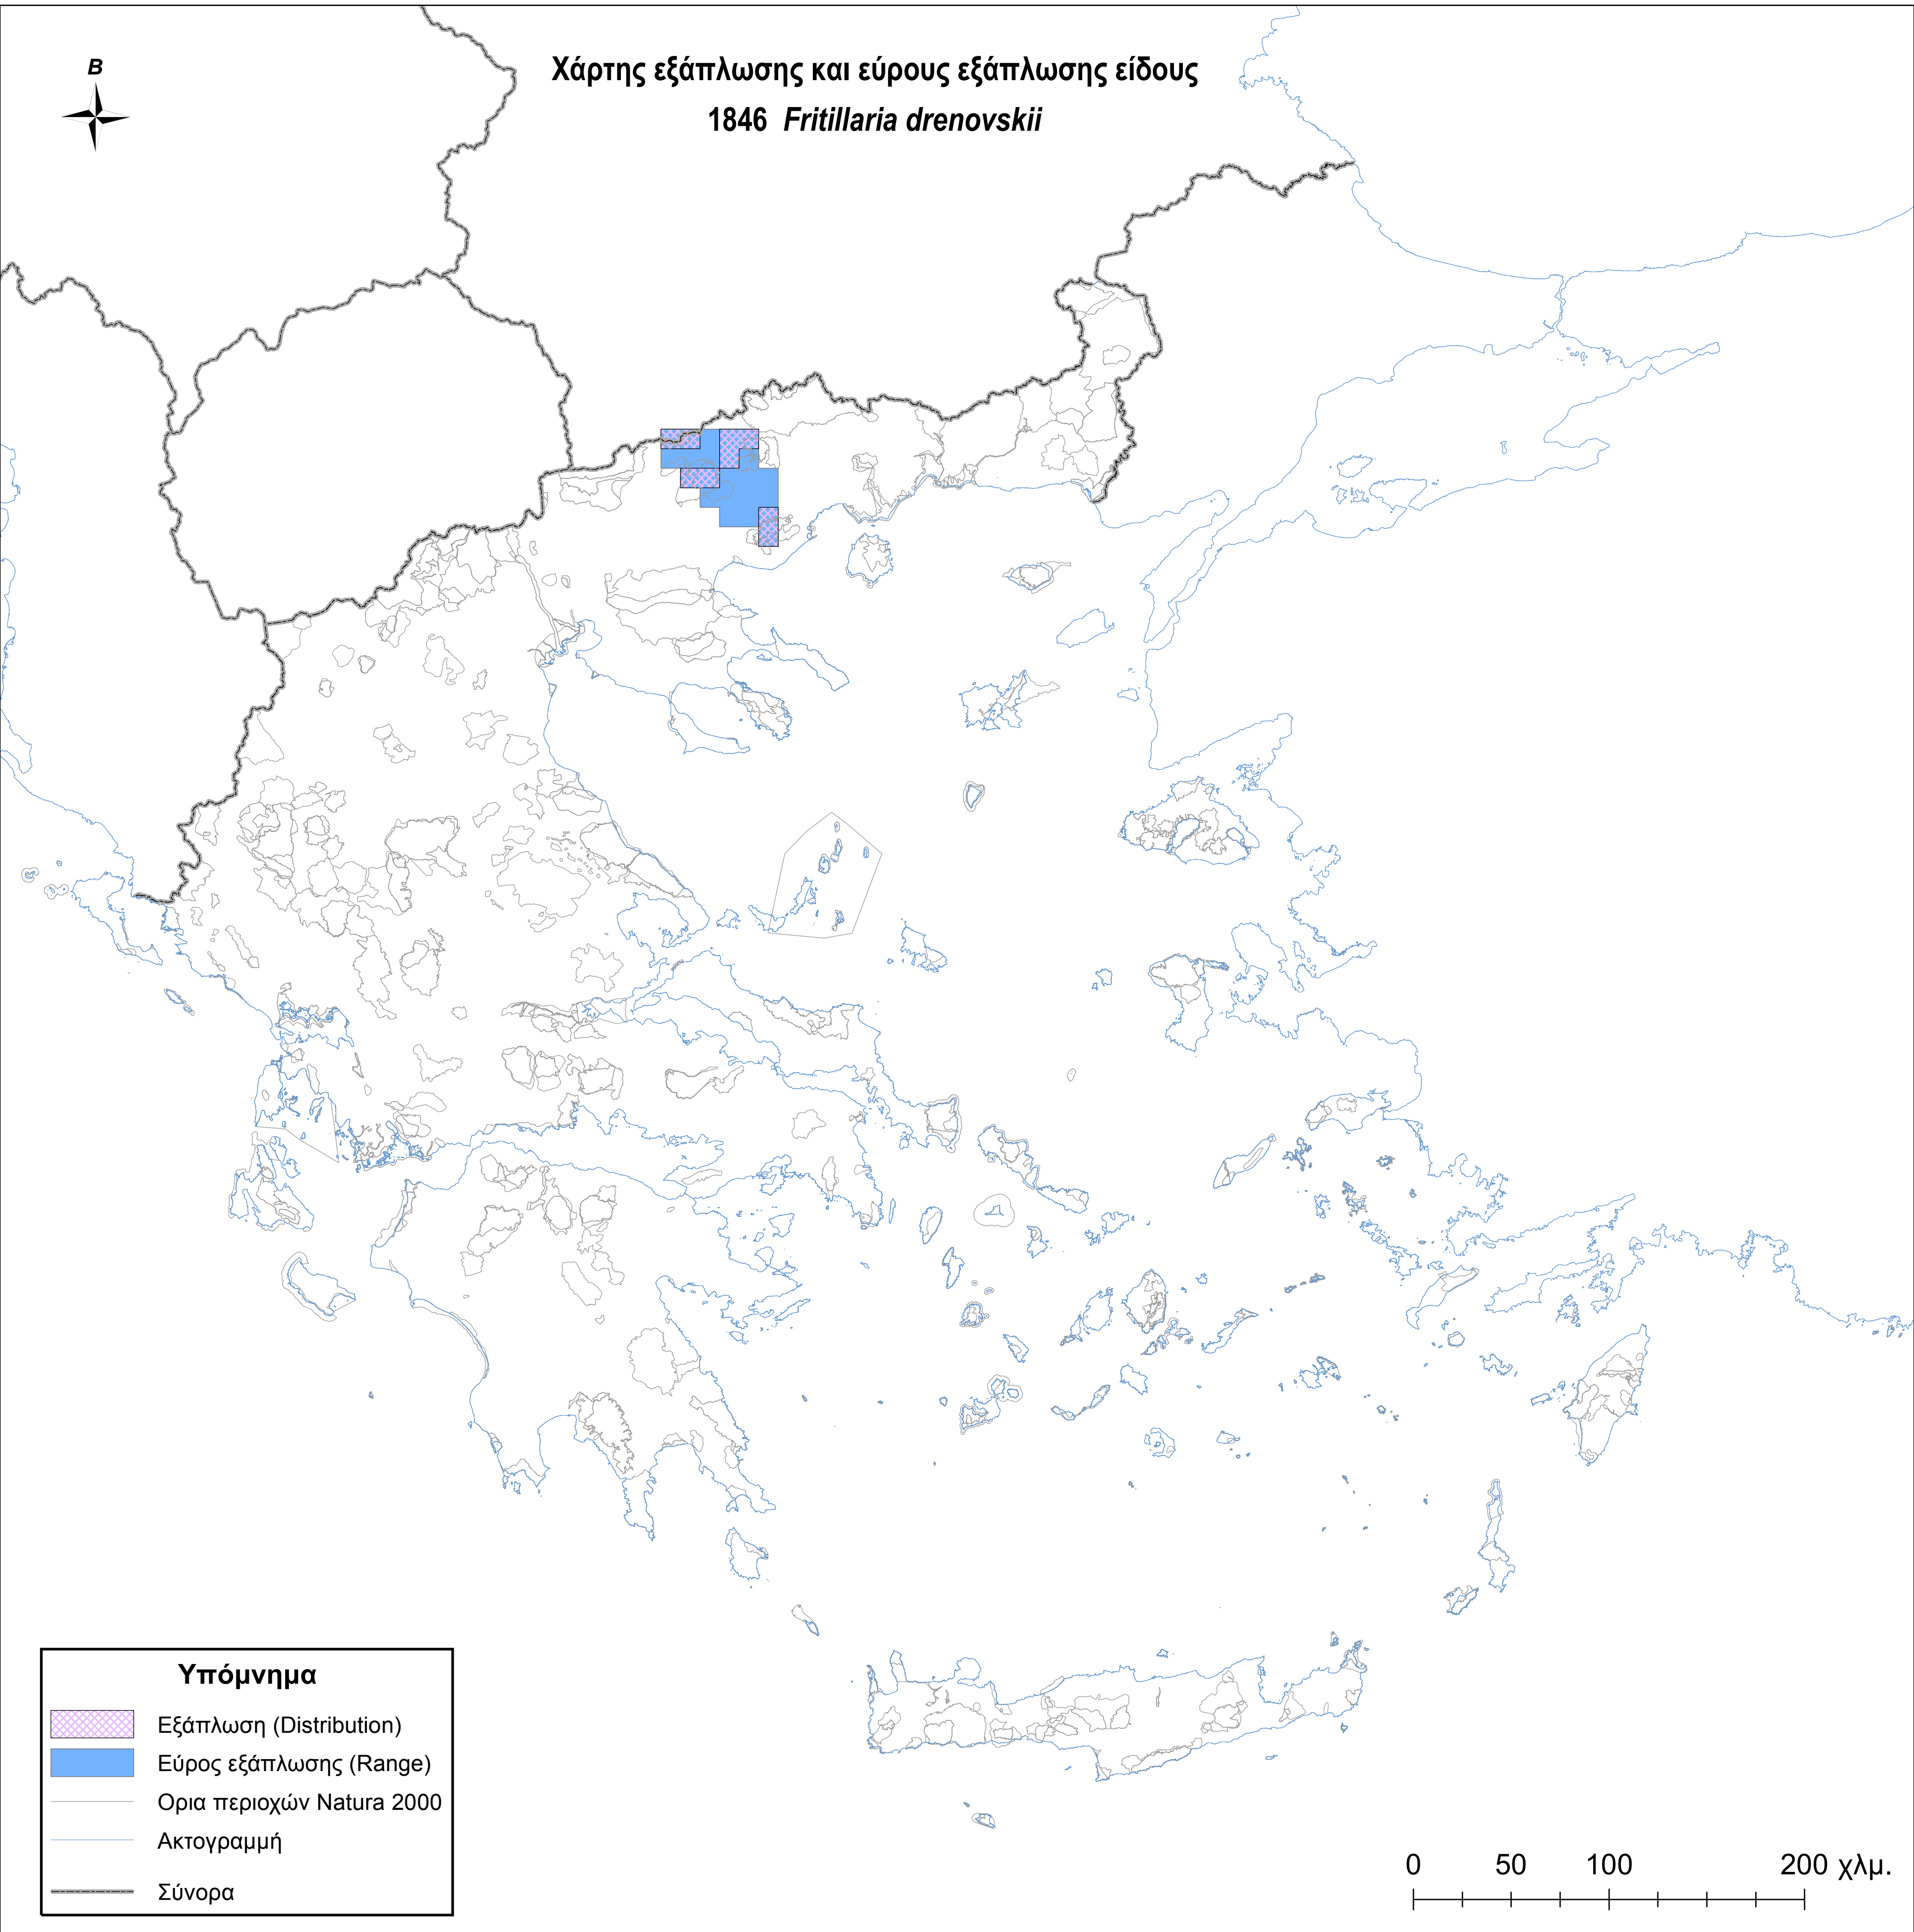 Χάρτης εξάπλωσης και εύρους εξάπλωσης είδους
1846 Fritillaria drenovskii
Β
Υπόμνημα
Εξάπλωση (Distribution)
Εύρος εξάπλωσης (Range)
Ορια περιοχών Natura 2000
Ακτογραμμή
Σύνορα
0 50 100 200 χλμ.